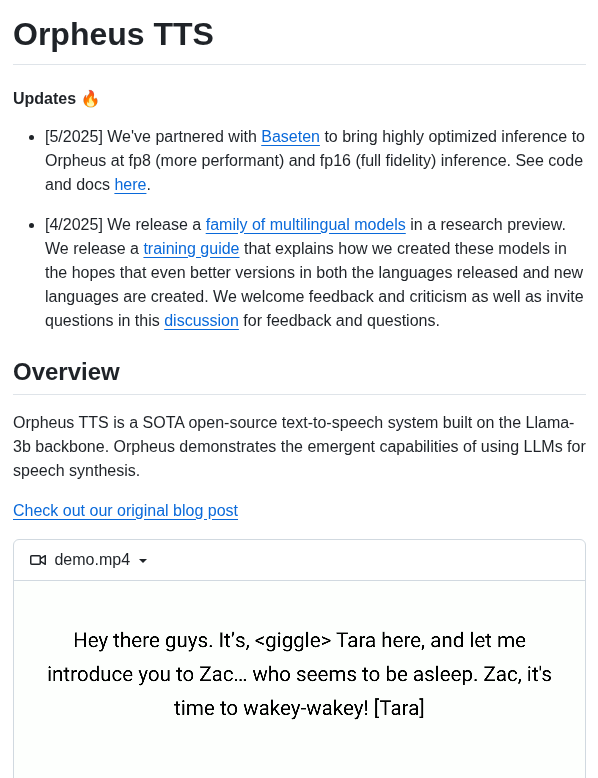 Orpheus TTS
Updates 🔥
[5/2025] We've partnered with Baseten to bring highly optimized inference to
Orpheus at fp8 (more performant) and fp16 (full fidelity) inference. See code
and docs here.
[4/2025] We release a family of multilingual models in a research preview.
We release a training guide that explains how we created these models in
the hopes that even better versions in both the languages released and new
languages are created. We welcome feedback and criticism as well as invite
questions in this discussion for feedback and questions.
Overview
Orpheus TTS is a SOTA open-source text-to-speech system built on the Llama-
3b backbone. Orpheus demonstrates the emergent capabilities of using LLMs for
speech synthesis.
Check out our original blog post
demo.mp4
Hey there guys. It’s, <giggle> Tara here, and let me
introduce you to Zac... who seems to be asleep. Zac, it's
time to wakey-wakey! [Tara]